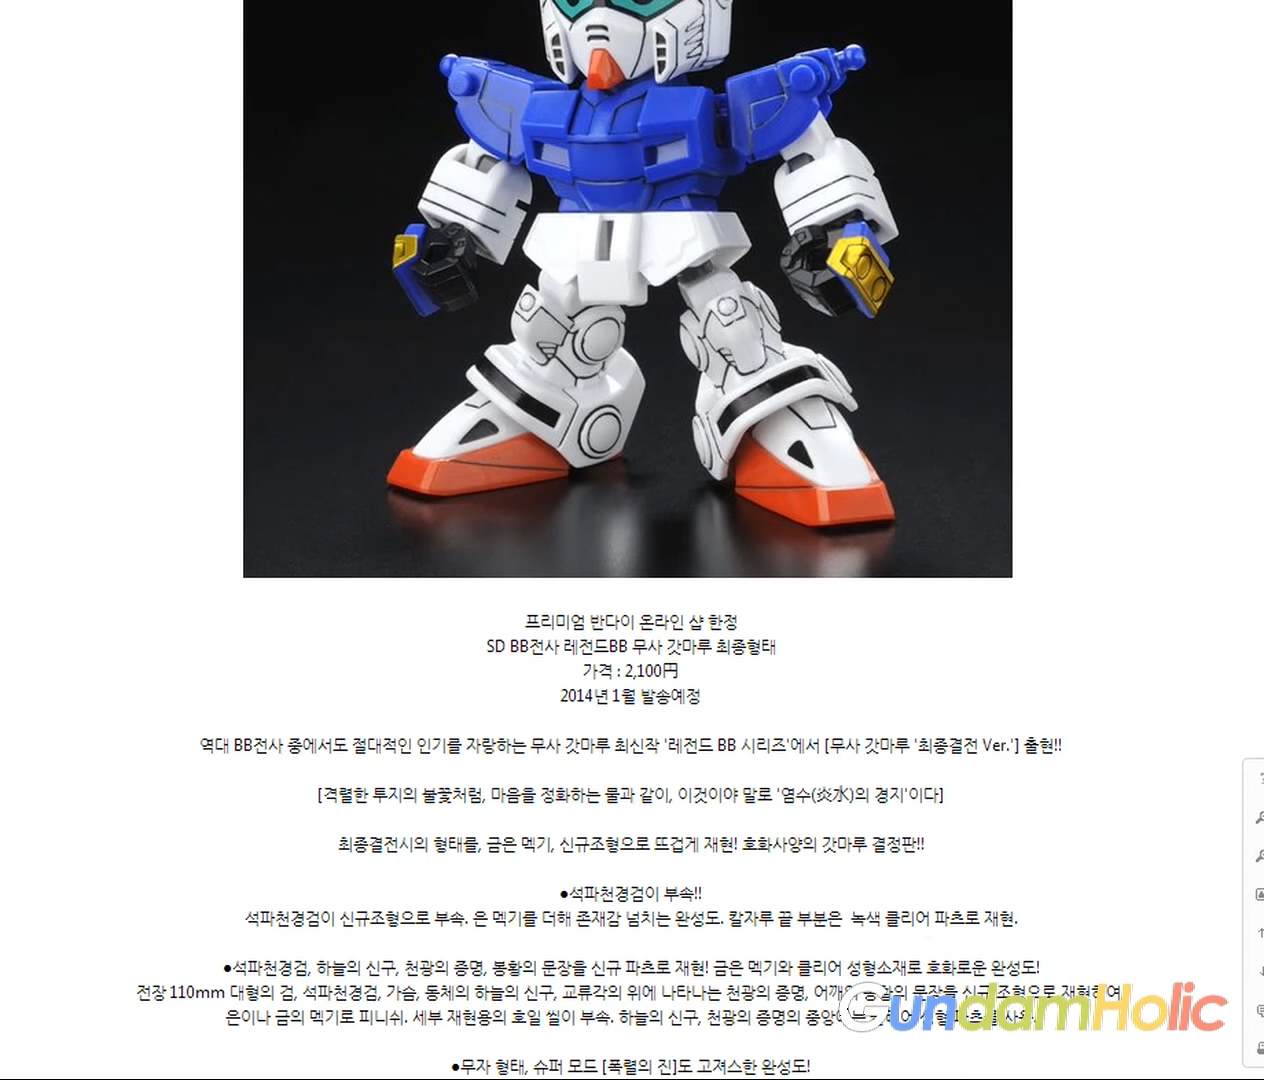 프리미엄 반다이 온라인 샵 한정
SD BB전사 레전드BB 무사 갓마루 최종형태
가격 : 2,100円
2014년 1월 발송예정
역대 BB전사 중에서도 절대적인 인기를 자랑하는 무사 갓마루 최신작 '레전드 BB 시리즈'에서 [무사 갓마루 '최종결전 Ver.'] 출현!!
[격렬한 투지의 불꽃처럼, 마음을 정화하는 물과 같이, 이것이야 말로 '염수(炎水)의 경지'이다]
최종결전시의 형태를, 금은 멕기, 신규조형으로 뜨겁게 재현! 호화사양의 갓마루 결정판!!
●석파천경검이 부속!!
석파천경검이 신규조형으로 부속. 은 멕기를 더해 존재감 넘치는 완성도. 칼자루 끝 부분은 녹색 클리어 파츠로 재현.
●석파천경검, 하늘의 신구, 천광의 증명, 봉황의 문장을 신규 파츠로 재현! 금은 멕기와 클리어 성형소재로 호화로운 완성도!
전장 110mm 대형의 검, 석파천경검, 가슴, 동체의 하늘의 신구, 교류각의 위에 나타나는 천광의 증명,
은이나 금의 멕기로 피니쉬. 세부 재현용의 호일 씰이 부속. 하늘의 신구, 천광의 증명의
GundamHolic
●무자 형태, 슈퍼 모드 [폭렬의 진]도 고져스한 완성도!